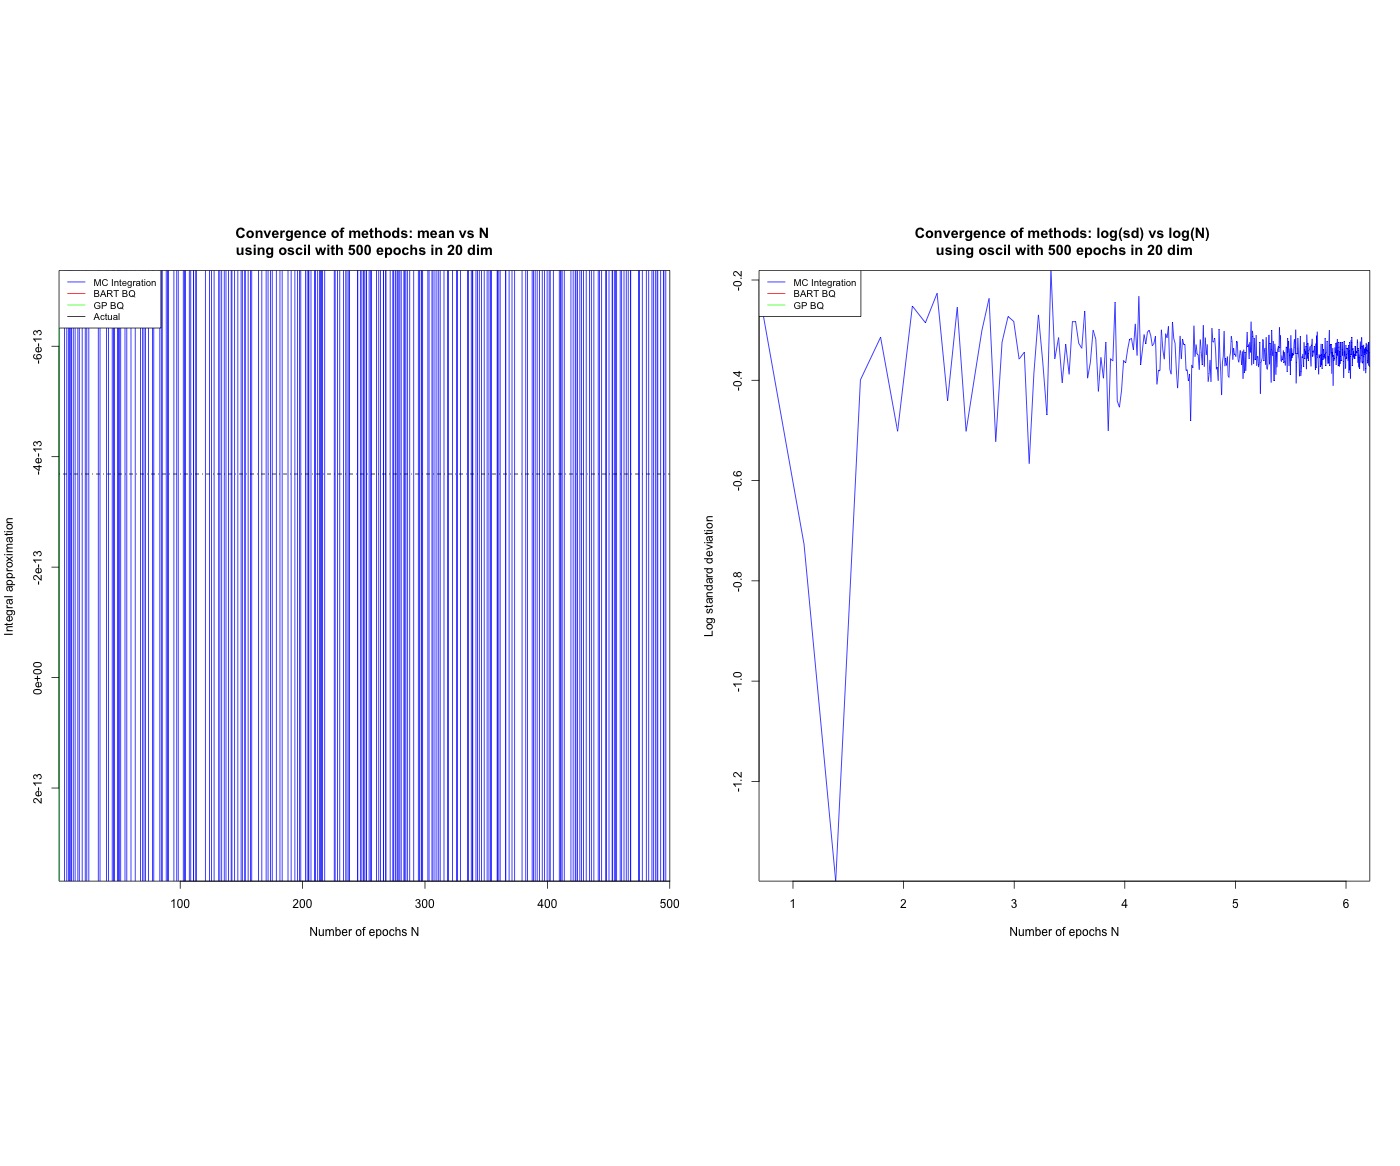 Convergence of methods: mean vs N
using oscil with 500 epochs in 20 dim
MC Integration
BART BQ
GP BQ
Actual
Integral approximation
-6e-13
-4e-13
-2e-13
0e+00
2e-13
100 200 300 400 500
Number of epochs N
Convergence of methods: log(sd) vs log(N)
using oscil with 500 epochs in 20 dim
MC Integration
BART BQ
GP BQ
Log standard deviation
-0.2
-0.4
-0.6
-0.8
-1.0
-1.2
1 2 3 4 5 6
Number of epochs N